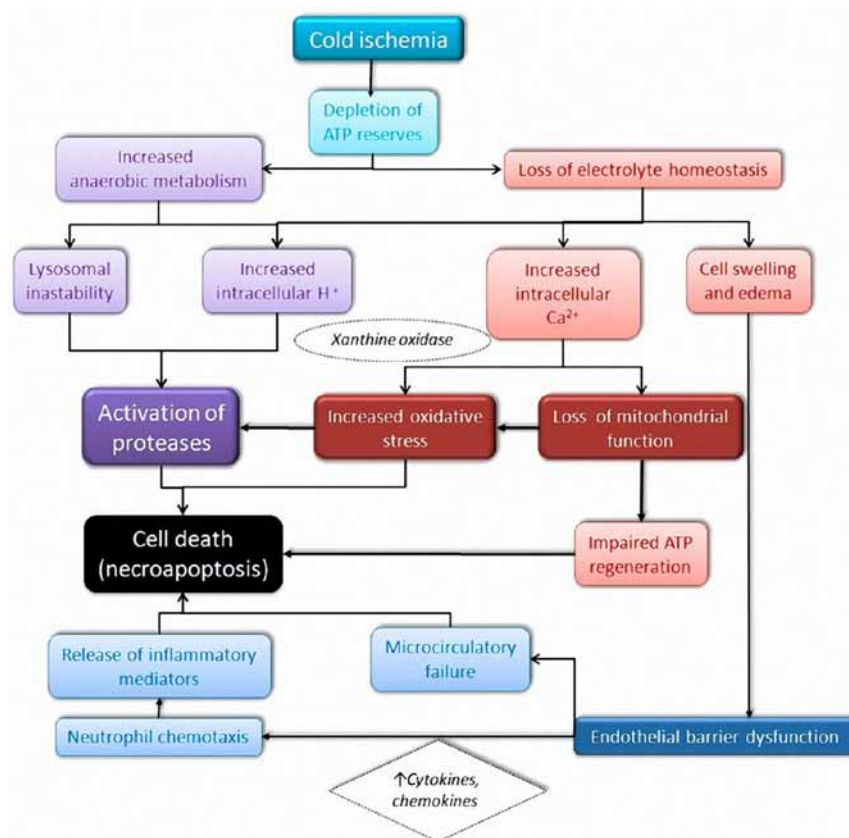 Cold ischemia
Depletion of
ATP reserves
Increased
anaerobic metabolism
Loss of electrolyte homeostasis
Lysosomal
inastability
Increased
intracellular H⁺
Increased
intracellular
Ca²⁺
Cell swelling
and edema
Xanthine oxidase
Activation of
proteases
Increased oxidative
stress
Loss of mitochondrial
function
Cell death
(necroapoptosis)
Impaired ATP
regeneration
Release of inflammatory
mediators
Microcirculatory
failure
Neutrophil chemotaxis
Endothelial barrier dysfunction
↑Cytokines,
chemokines